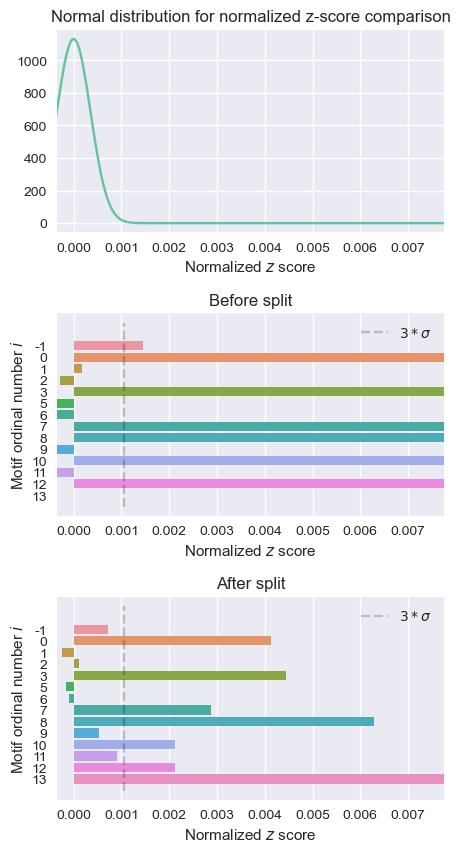 Normal distribution for normalized z-score comparison
1000
800
600
400
200
0
0.000 0.001 0.002 0.003 0.004 0.005 0.006 0.007
Normalized z score
Before split
Motif ordinal number i
-1
0
1
2
3
5
6
7
8
9
10
11
12
13
3 * σ
0.000 0.001 0.002 0.003 0.004 0.005 0.006 0.007
Normalized z score
After split
Motif ordinal number i
-1
0
1
2
3
5
6
7
8
9
10
11
12
13
3 * σ
0.000 0.001 0.002 0.003 0.004 0.005 0.006 0.007
Normalized z score